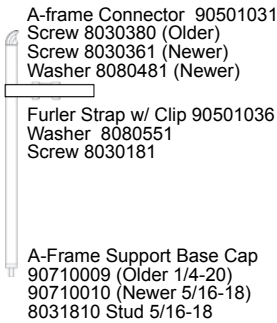 A-frame Connector 90501031
Screw 8030380 (Older)
Screw 8030361 (Newer)
Washer 8080481 (Newer)
Furler Strap w/ Clip 90501036
Washer 8080551
Screw 8030181
A-Frame Support Base Cap
90710009 (Older 1/4-20)
90710010 (Newer 5/16-18)
8031810 Stud 5/16-18